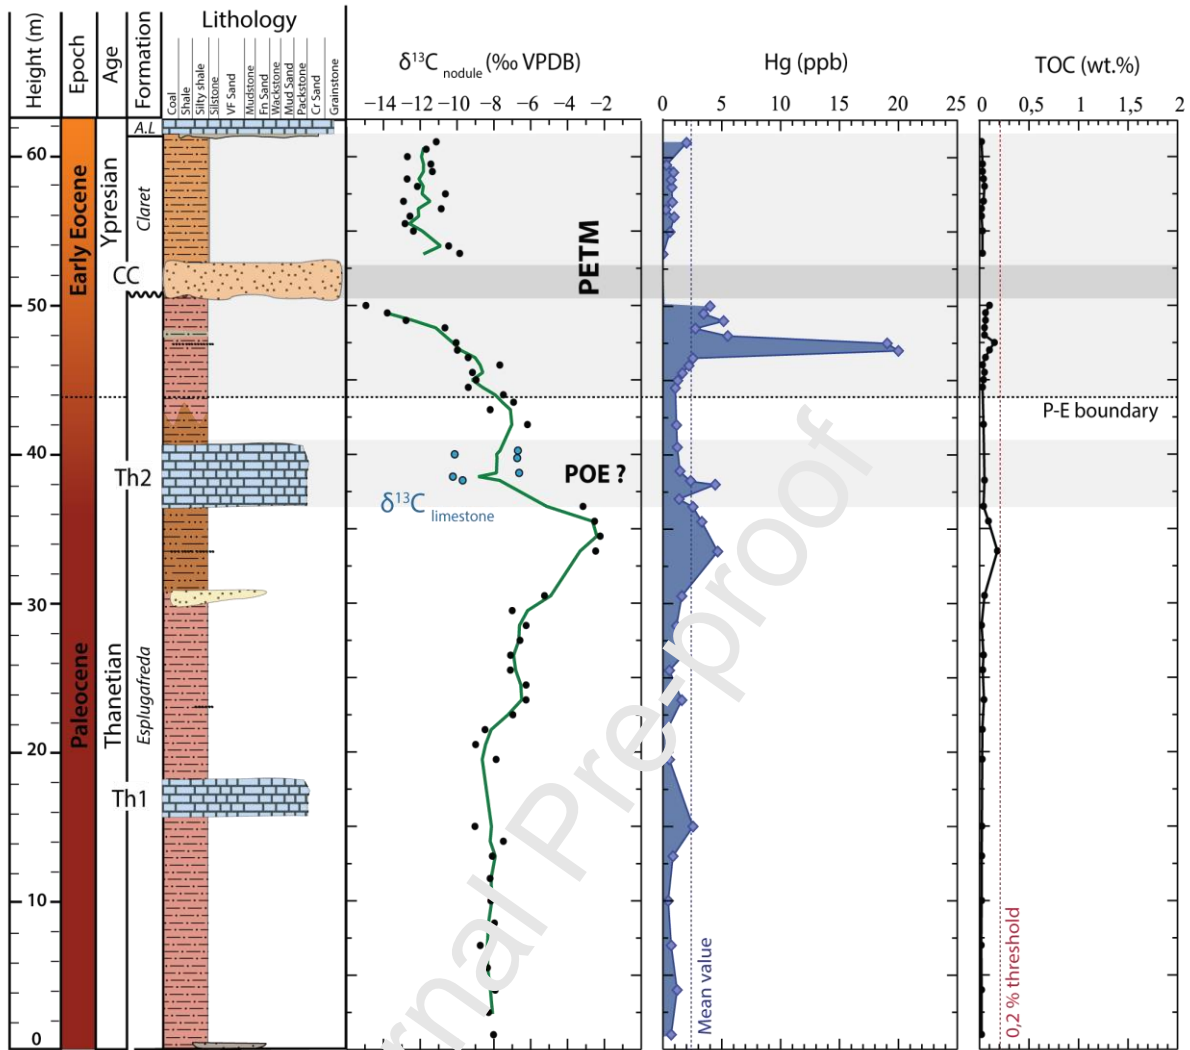 Lithology
Height (m)
Epoch
Age
Formation
Coal
Shale
Silty shale
Silstone
VF Sand
Mudstone
Fn Sand
Wackstone
Mud Sand
Packstone
Cr Sand
Grainstone
δ13C nodule (‰ VPDB)
−14 −12 −10 −8 −6 −4 −2
Hg (ppb)
0 5 10 15 20 25
TOC (wt.%)
0 0,5 1 1,5 2
A.L
60
Early Eocene
Ypresian
Claret
PETM
CC
50
P-E boundary
40
Th2
POE ?
δ13C limestone
30
Paleocene
Thanetian
Esplugafreda
20
Th1
10
Mean value
0,2 % threshold
0
rnal Pre-proof